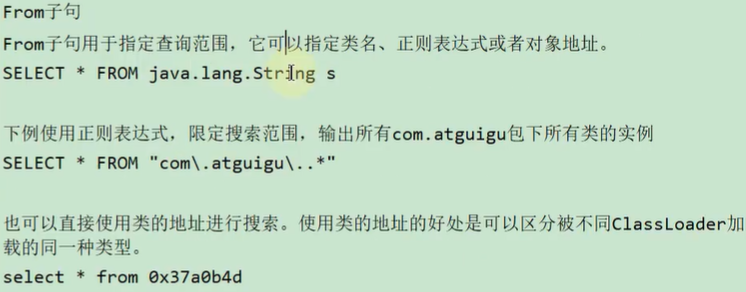 From子句
From子句用于指定查询范围，它可以指定类名、正则表达式或者对象地址。
SELECT * FROM java.lang.String s
下例使用正则表达式，限定搜索范围，输出所有com.atguigu包下所有类的实例
SELECT * FROM "com\.atguigu\..*"
也可以直接使用类的地址进行搜索。使用类的地址的好处是可以区分被不同ClassLoader加
载的同一种类型。
select * from 0x37a0b4d